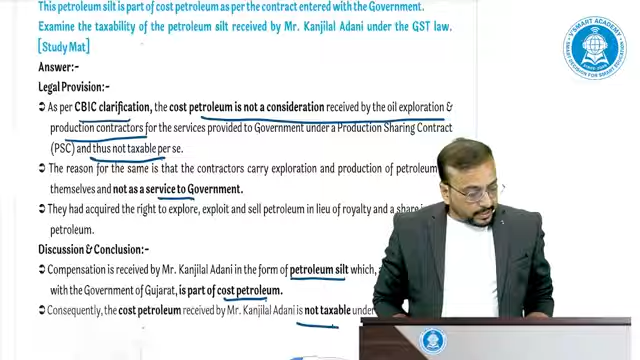 This petroleum silt is part of cost petroleum as per the contract entered with the Government.
Examine the taxability of the petroleum silt received by Mr. Kanjilal Adani under the GST law.
[Study Mat]
Answer:-
Legal Provision:-
As per CBIC clarification, the cost petroleum is not a consideration received by the oil exploration &
production contractors for the services provided to Government under a Production Sharing Contract
(PSC) and thus not taxable per se.
The reason for the same is that the contractors carry exploration and production of petroleum
themselves and not as a service to Government.
They had acquired the right to explore, exploit and sell petroleum in lieu of royalty and a share in
petroleum.
Discussion & Conclusion:-
Compensation is received by Mr. Kanjilal Adani in the form of petroleum silt which,
with the Government of Gujarat, is part of cost petroleum.
Consequently, the cost petroleum received by Mr. Kanjilal Adani is not taxable under
V'SMART ACADEMY